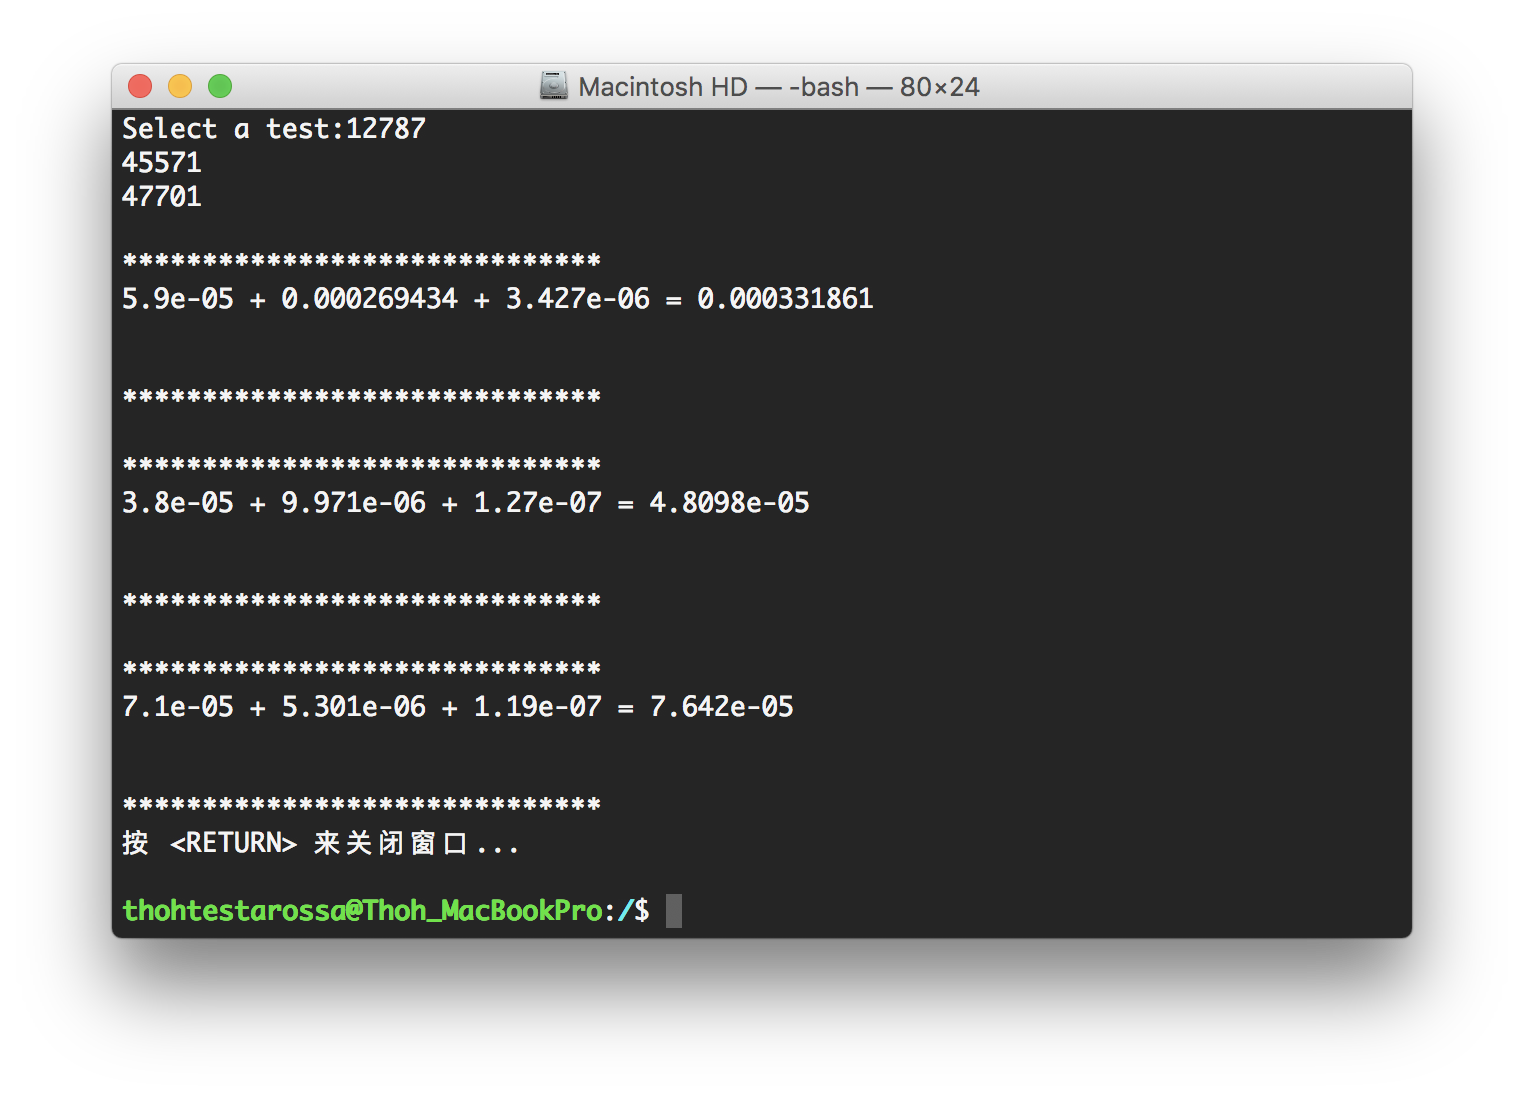 Macintosh HD — -bash — 80×24
Select a test:12787
45571
47701
******************************
5.9e-05 + 0.000269434 + 3.427e-06 = 0.000331861
******************************
******************************
3.8e-05 + 9.971e-06 + 1.27e-07 = 4.8098e-05
******************************
******************************
7.1e-05 + 5.301e-06 + 1.19e-07 = 7.642e-05
******************************
按 <RETURN> 来关闭窗口...
thohtestarossa@Thoh_MacBookPro:/$